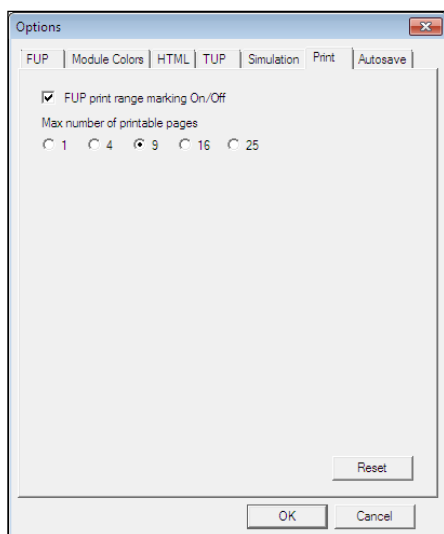 Options
FUP Module Colors HTML TUP Simulation Print Autosave
FUP print range marking On/Off
Max number of printable pages
1 4 9 16 25
Reset
OK Cancel